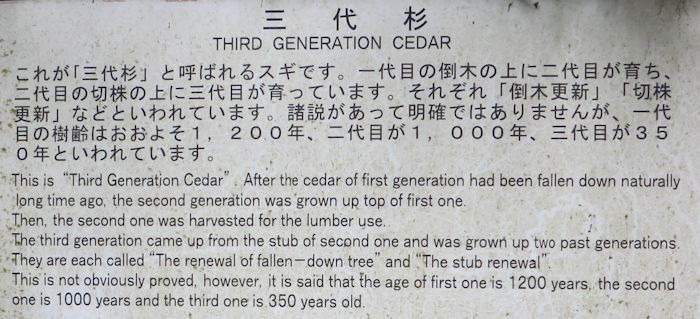 三代杉
THIRD GENERATION CEDAR
これが「三代杉」と呼ばれるスギです。一代目の倒木の上に二代目が育ち、
二代目の切株の上に三代目が育っています。それぞれ「倒木更新」「切株
更新」などといわれています。諸説があって明確ではありませんが、一代
目の樹齢はおおよそ1,200年、二代目が1,000年、三代目が35
0年といわれています。
This is “Third Generation Cedar”. After the cedar of first generation had been fallen down naturally
long time ago, the second generation was grown up top of first one.
Then, the second one was harvested for the lumber use.
The third generation came up from the stub of second one and was grown up two past generations.
They are each called “The renewal of fallen-down tree” and “The stub renewal”.
This is not obviously proved, however, it is said that the age of first one is 1200 years, the second
one is 1000 years and the third one is 350 years old.